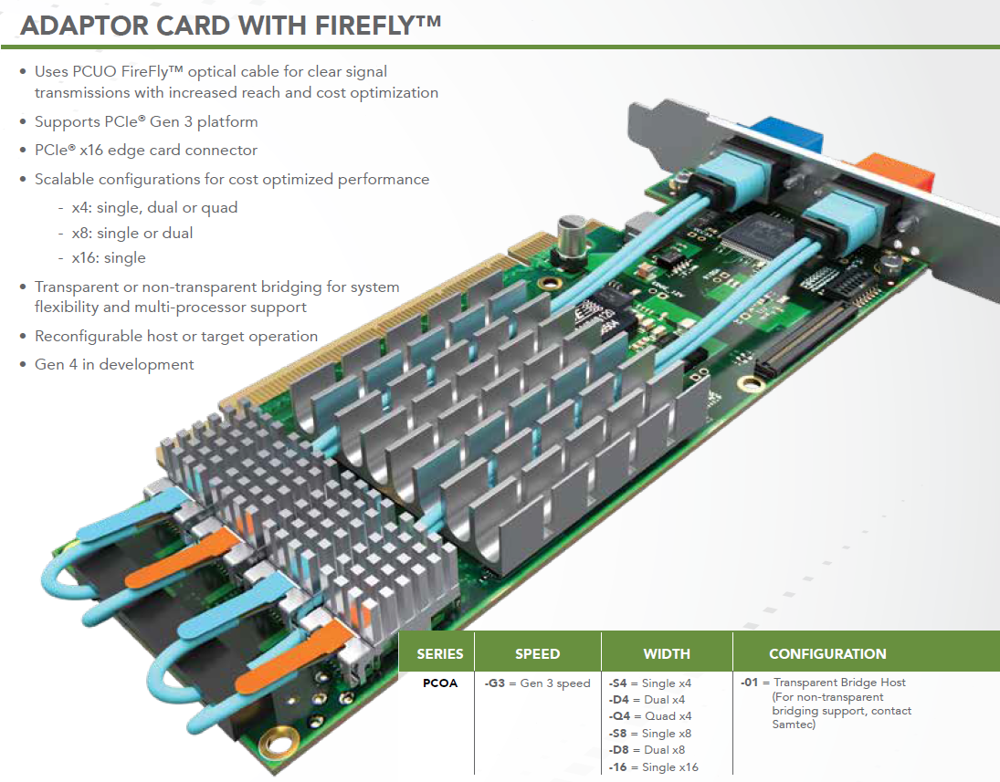 ADAPTOR CARD WITH FIREFLY™
• Uses PCUO FireFly™ optical cable for clear signal
transmissions with increased reach and cost optimization
• Supports PCIe® Gen 3 platform
• PCIe® x16 edge card connector
• Scalable configurations for cost optimized performance
- x4: single, dual or quad
- x8: single or dual
- x16: single
• Transparent or non-transparent bridging for system
flexibility and multi-processor support
• Reconfigurable host or target operation
• Gen 4 in development
SERIES SPEED WIDTH CONFIGURATION
PCOA -G3 = Gen 3 speed -S4 = Single x4 -01 = Transparent Bridge Host
-D4 = Dual x4 (For non-transparent
-Q4 = Quad x4 bridging support, contact
-S8 = Single x8 Samtec)
-D8 = Dual x8
-16 = Single x16